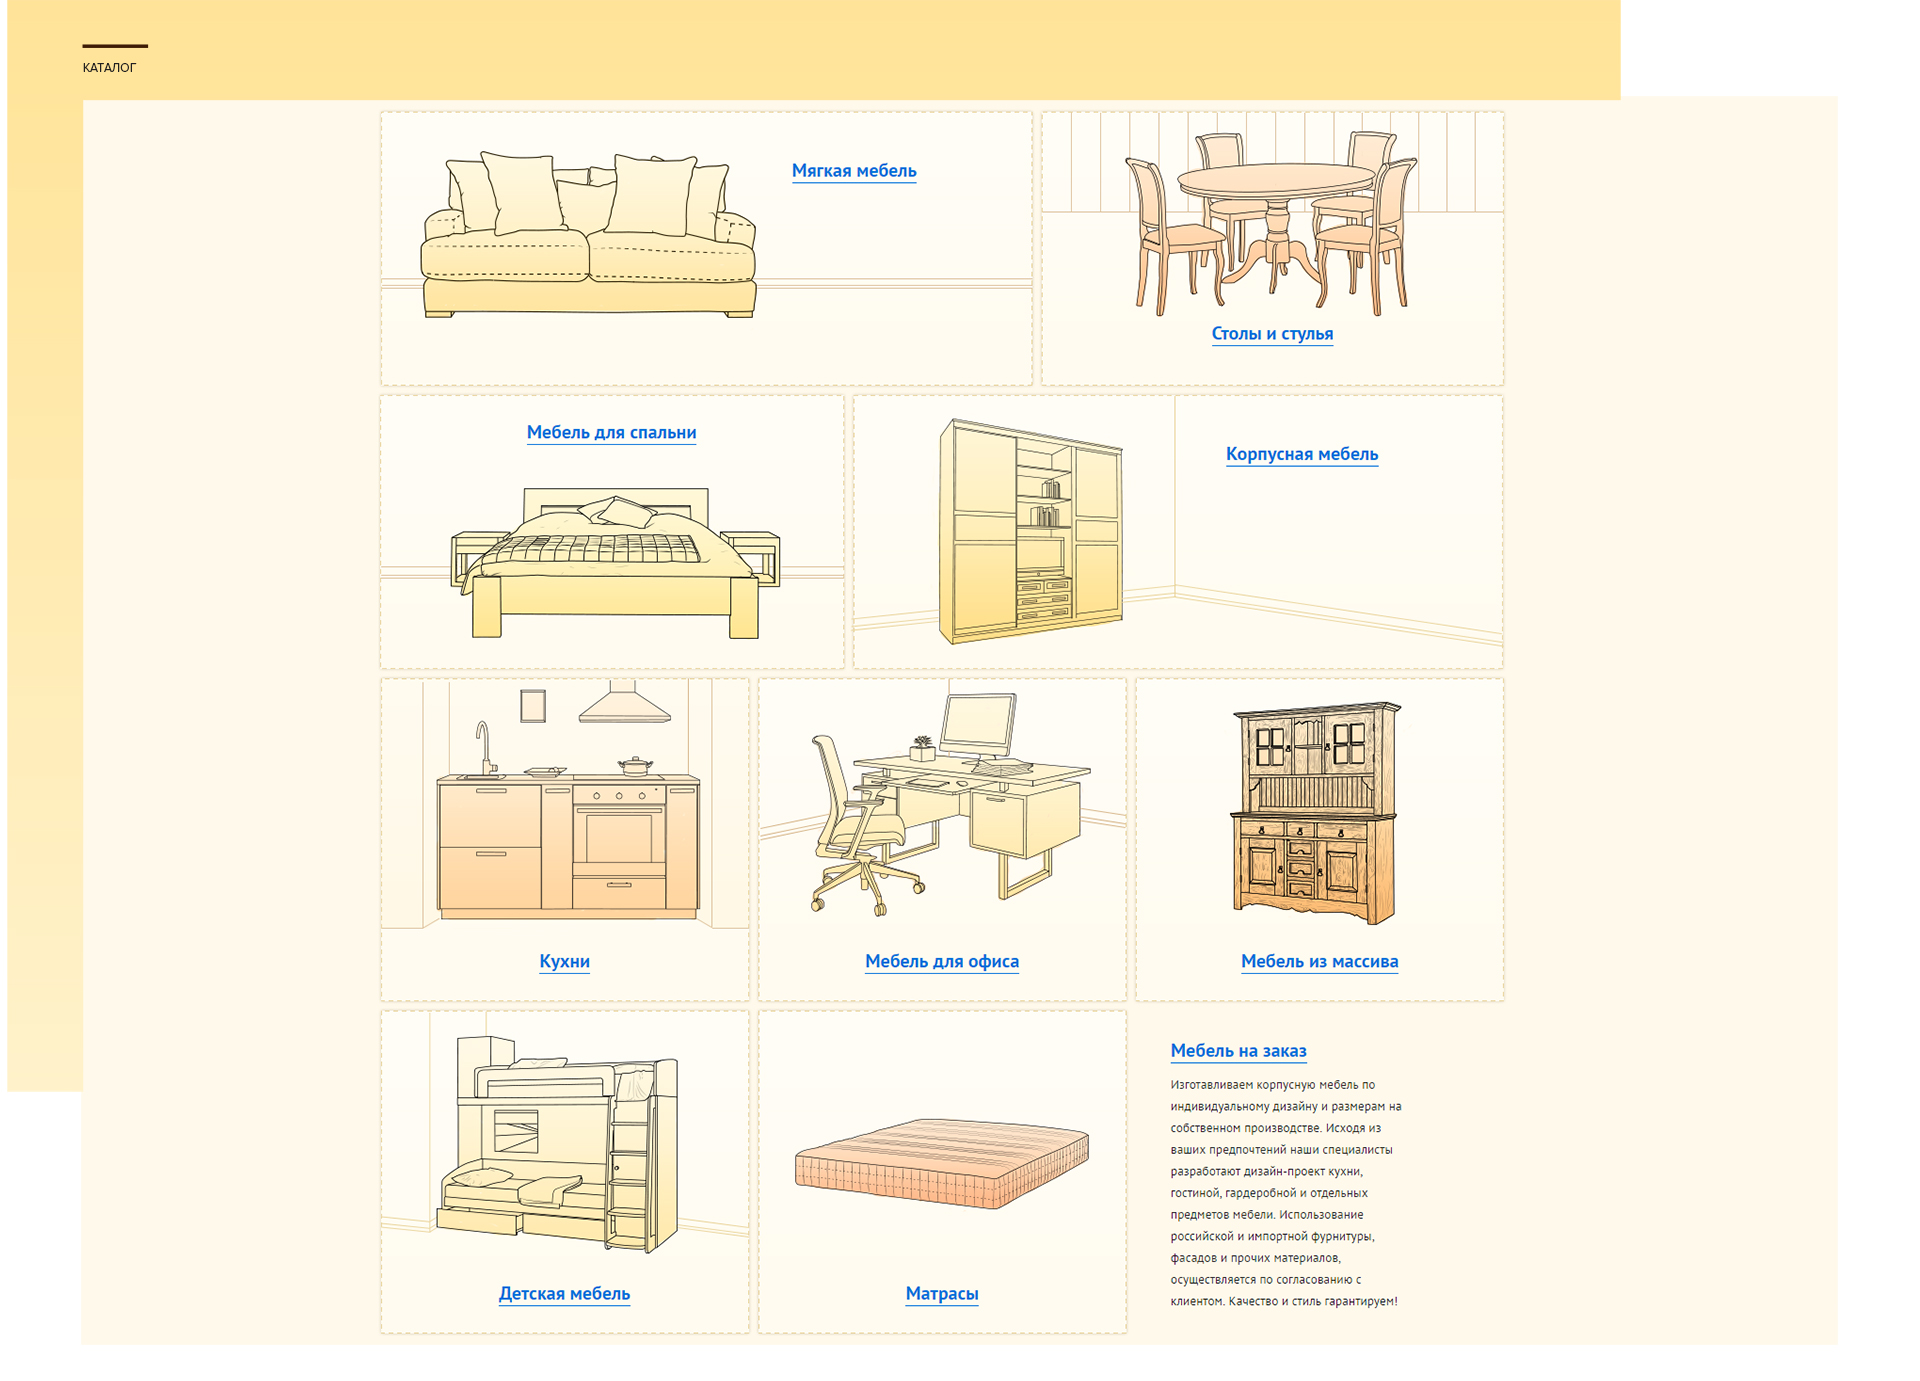 КАТАЛОГ
Мягкая мебель
Столы и стулья
Мебель для спальни
Корпусная мебель
Кухни
Мебель для офиса
Мебель из массива
Детская мебель
Матрасы
Мебель на заказ
Изготавливаем корпусную мебель по
индивидуальному дизайну и размерам на
собственном производстве. Исходя из
ваших предпочтений наши специалисты
разработают дизайн-проект кухни,
гостиной, гардеробной и отдельных
предметов мебели. Использование
российской и импортной фурнитуры,
фасадов и прочих материалов,
осуществляется по согласованию с
клиентом. Качество и стиль гарантируем!